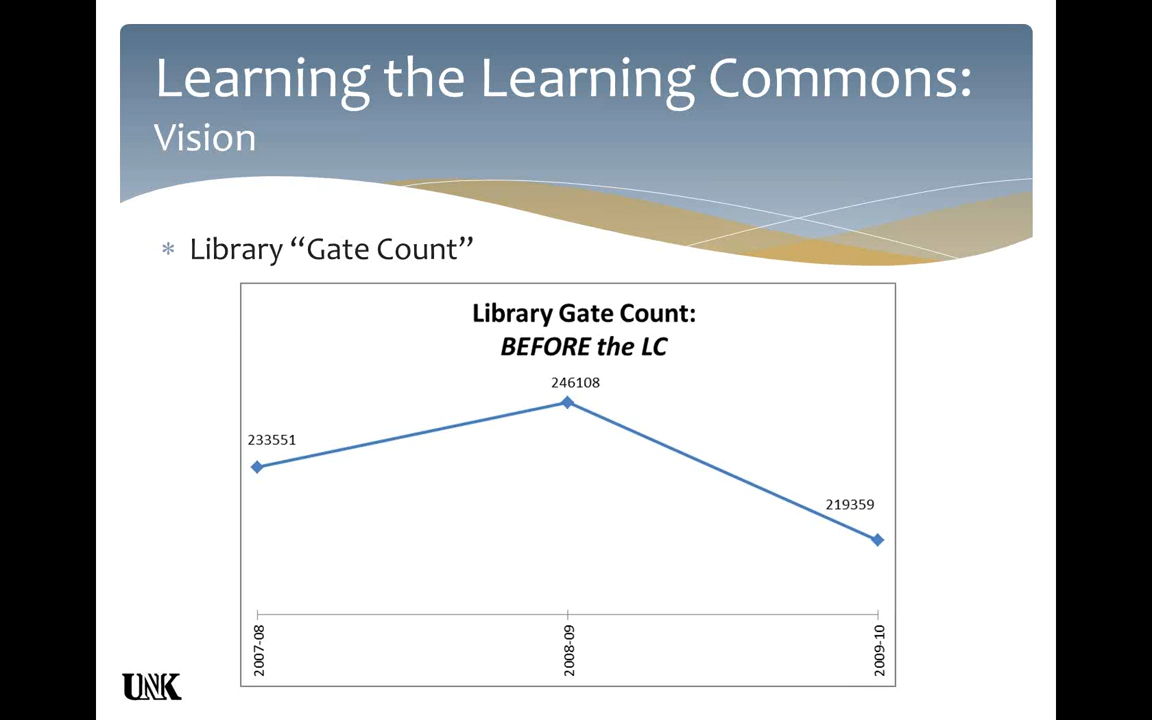 Learning the Learning Commons:
Vision
* Library “Gate Count”
Library Gate Count:
BEFORE the LC
246108
233551
219359
2007-08
2008-09
2009-10
UNK